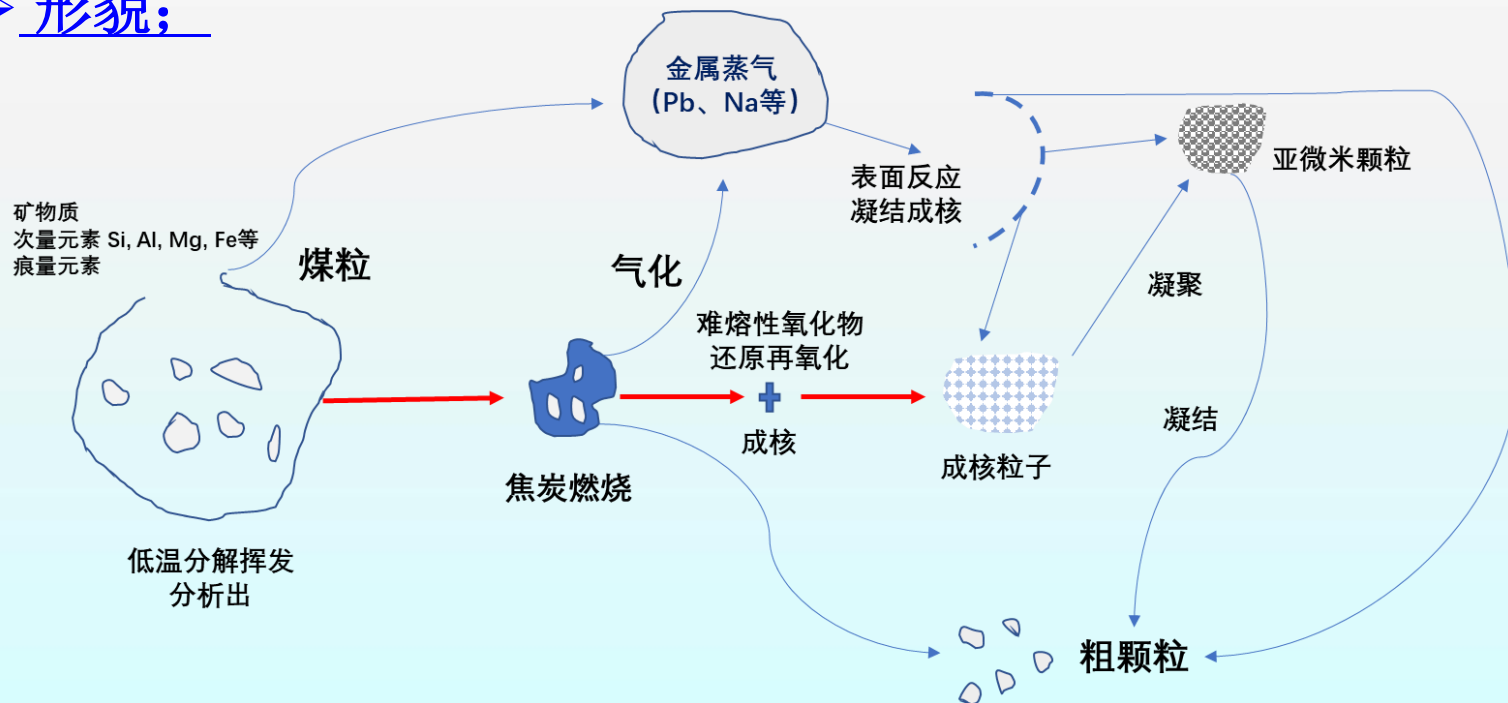 形貌；
金属蒸气
（Pb、Na等）
表面反应
凝结成核
亚微米颗粒
矿物质
次量元素 Si, Al, Mg, Fe等
痕量元素
煤粒
气化
凝聚
难熔性氧化物
还原再氧化
成核
凝结
成核粒子
焦炭燃烧
低温分解挥发
分析出
粗颗粒